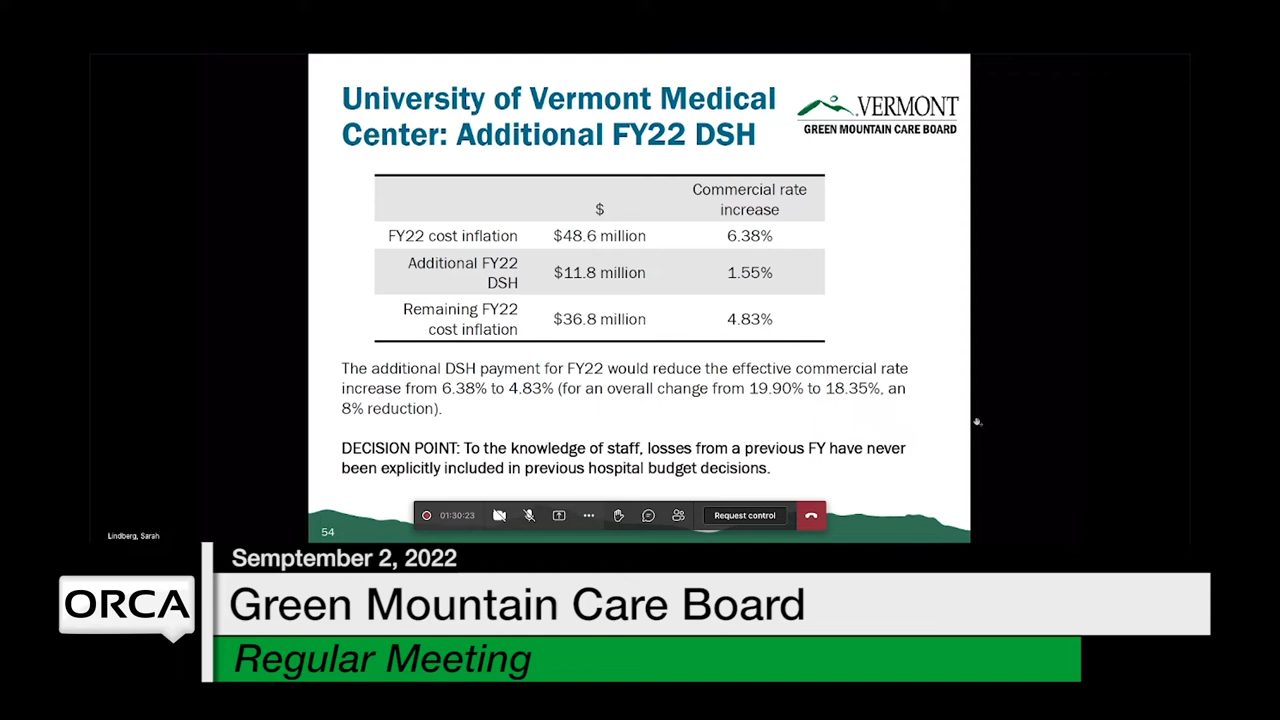 University of Vermont Medical
Center: Additional FY22 DSH
VERMONT
GREEN MOUNTAIN CARE BOARD
$
Commercial rate
increase
FY22 cost inflation $48.6 million 6.38%
Additional FY22
DSH
$11.8 million 1.55%
Remaining FY22
cost inflation
$36.8 million 4.83%
The additional DSH payment for FY22 would reduce the effective commercial rate
increase from 6.38% to 4.83% (for an overall change from 19.90% to 18.35%, an
8% reduction).
DECISION POINT: To the knowledge of staff, losses from a previous FY have never
been explicitly included in previous hospital budget decisions.
01:30:23
Request control
54
Lindberg, Sarah
Semptember 2, 2022
ORCA
Green Mountain Care Board
Regular Meeting